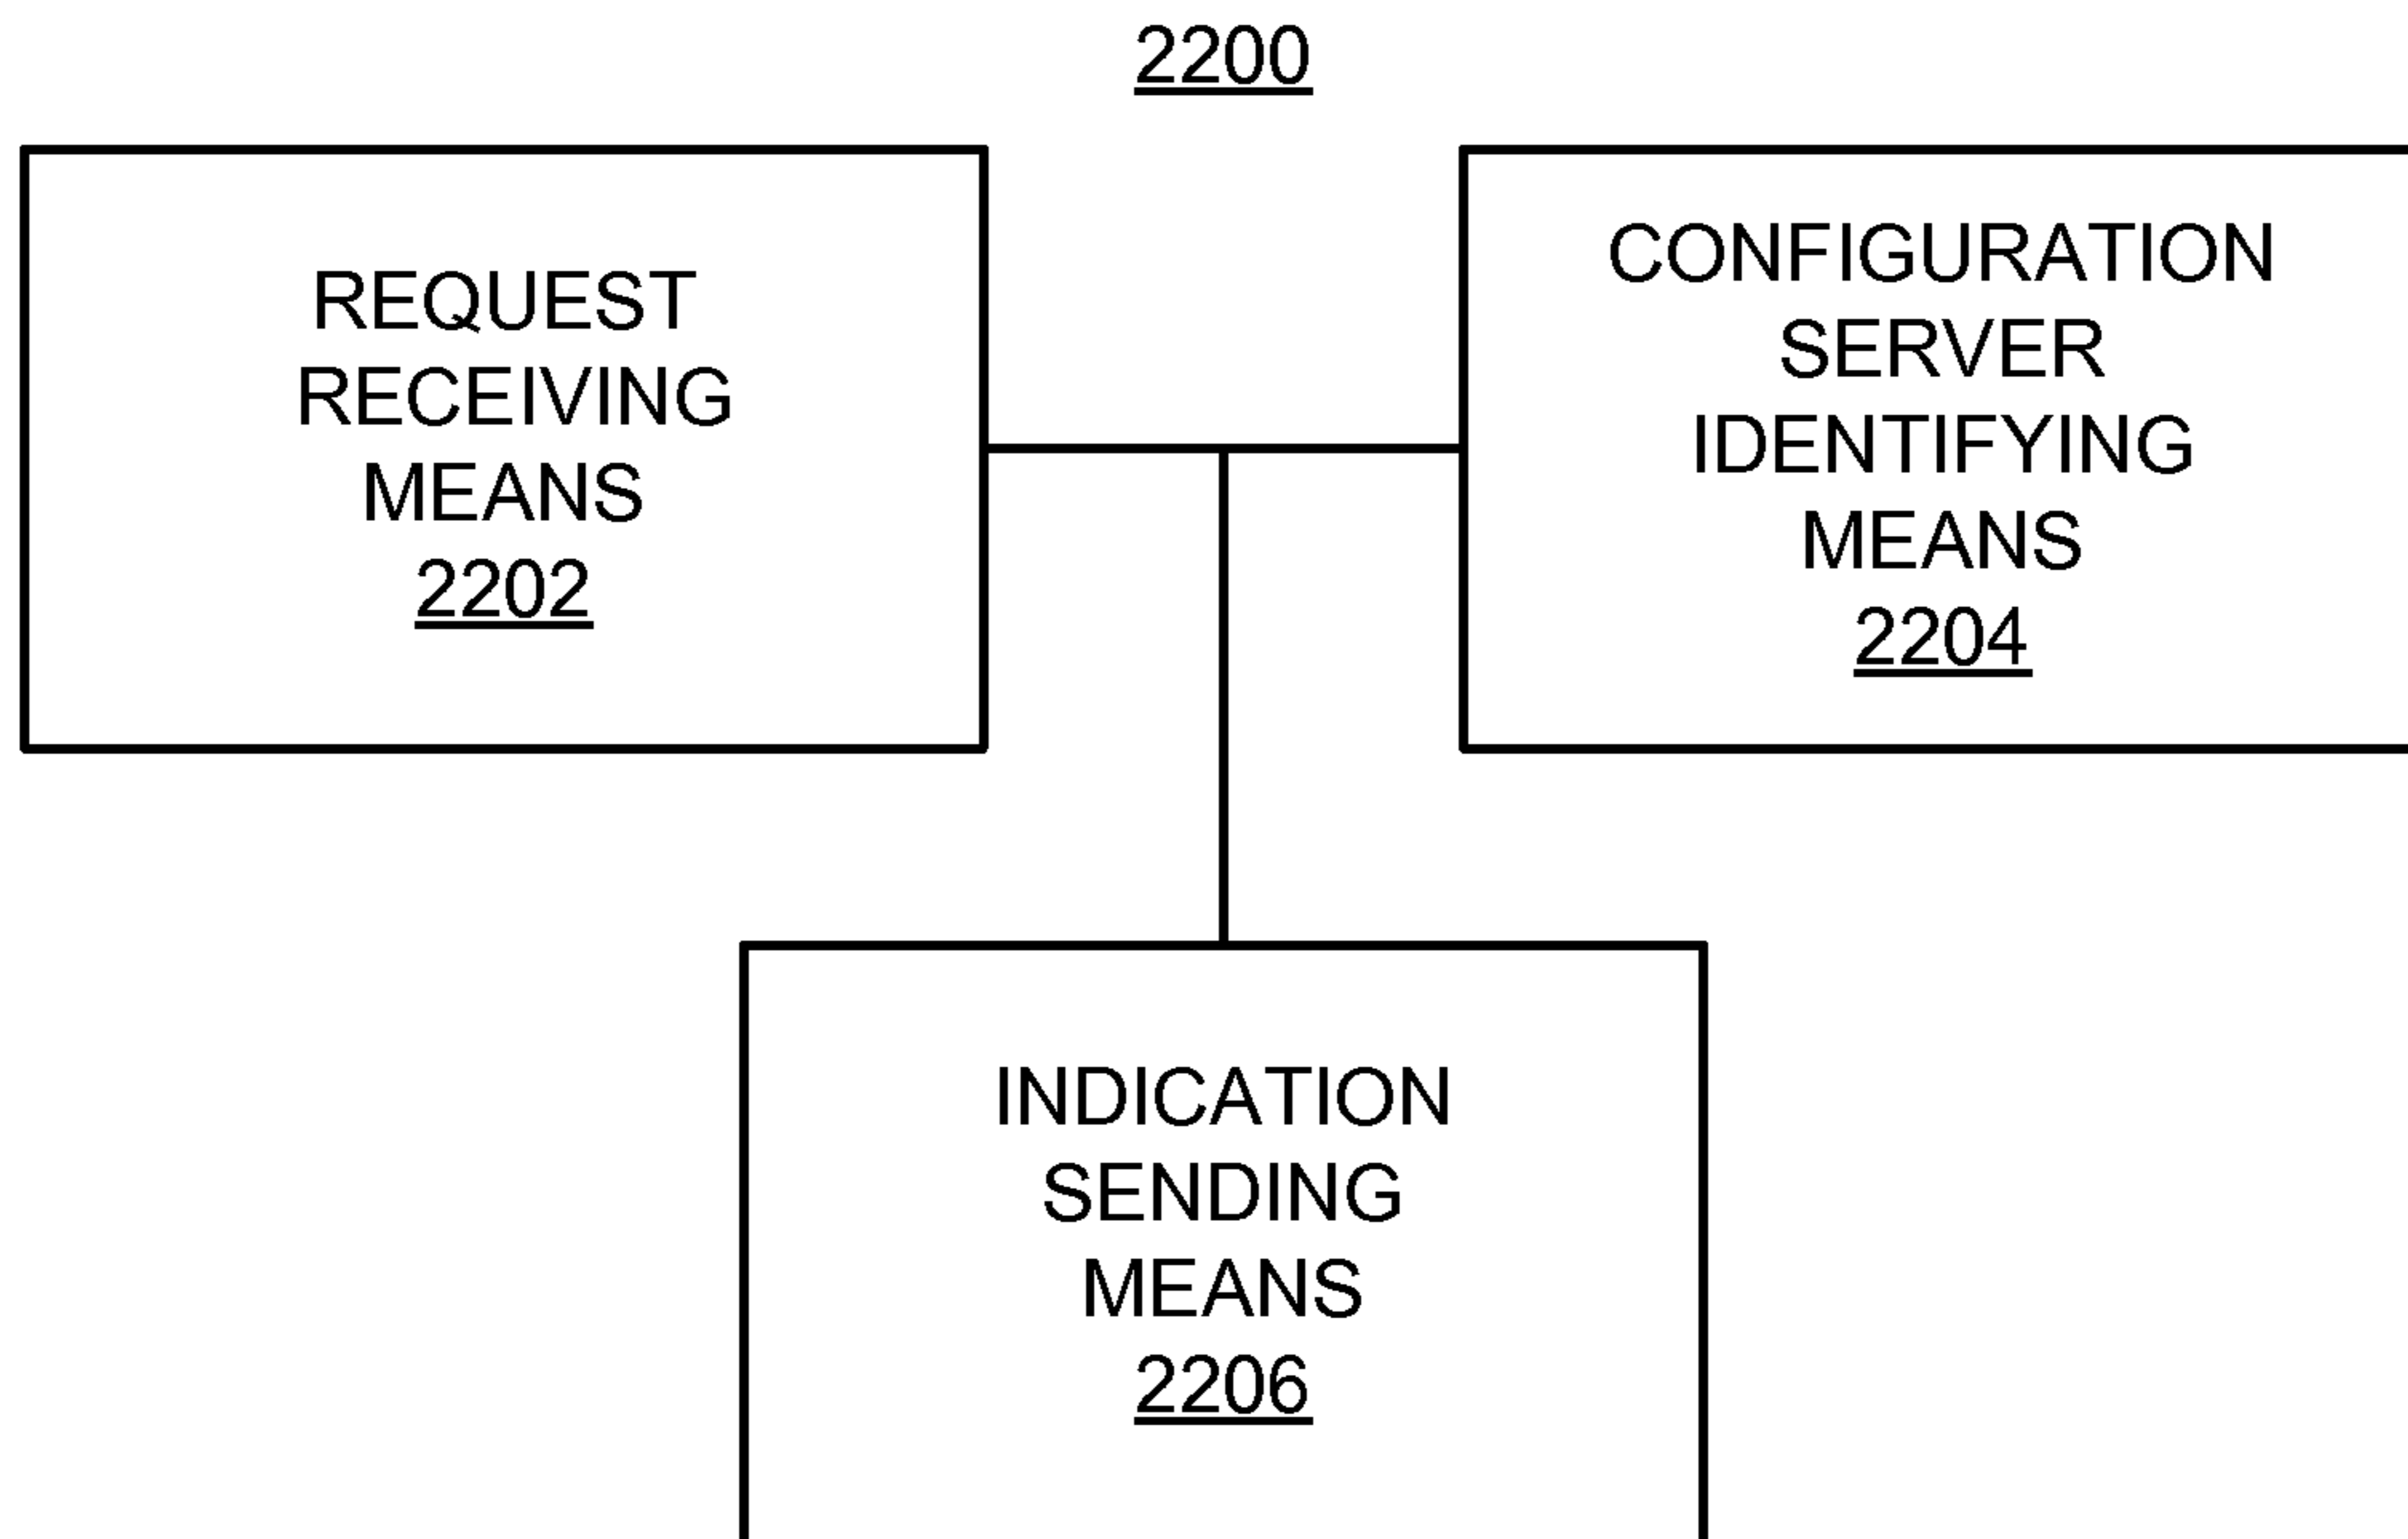 2200
REQUEST
RECEIVING
MEANS
2202
CONFIGURATION
SERVER
IDENTIFYING
MEANS
2204
INDICATION
SENDING
MEANS
2206